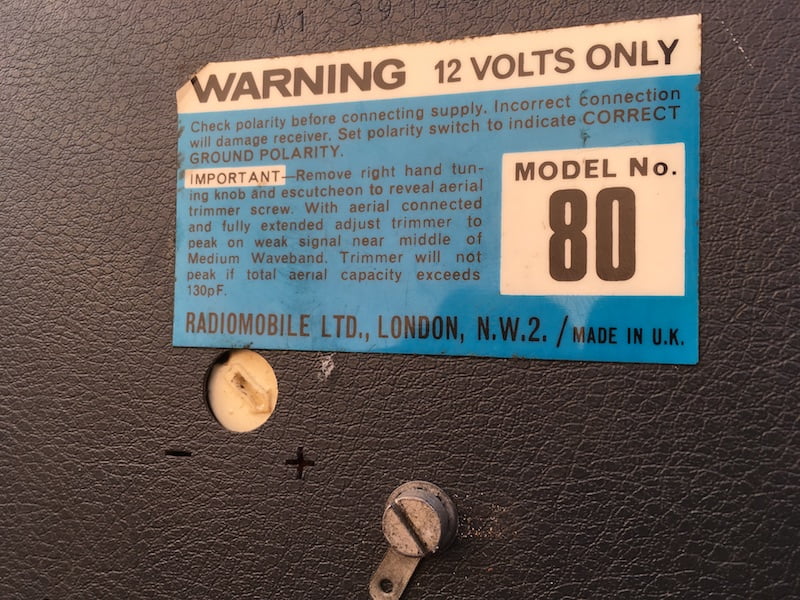 A1 391
WARNING 12 VOLTS ONLY
Check polarity before connecting supply. Incorrect connection
will damage receiver. Set polarity switch to indicate CORRECT
GROUND POLARITY.
IMPORTANT—Remove right hand tun-
ing knob and escutcheon to reveal aerial
trimmer screw. With aerial connected
and fully extended adjust trimmer to
peak on weak signal near middle of
Medium Waveband. Trimmer will not
peak if total aerial capacity exceeds
130pF.
MODEL No.
80
RADIOMOBILE LTD., LONDON, N.W.2. / MADE IN U.K.
- +